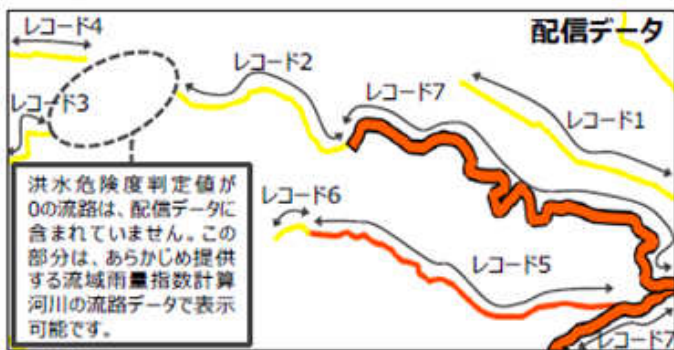 レコード4
配信データ
レコード2
レコード7
レコード3
レコード1
洪水危険度判定値が
0の流路は、配信データに
含まれていません。この
部分は、あらかじめ提供
する流域雨量指数計算
河川の流路データで表示
可能です。
レコード6
レコード5
レコード7